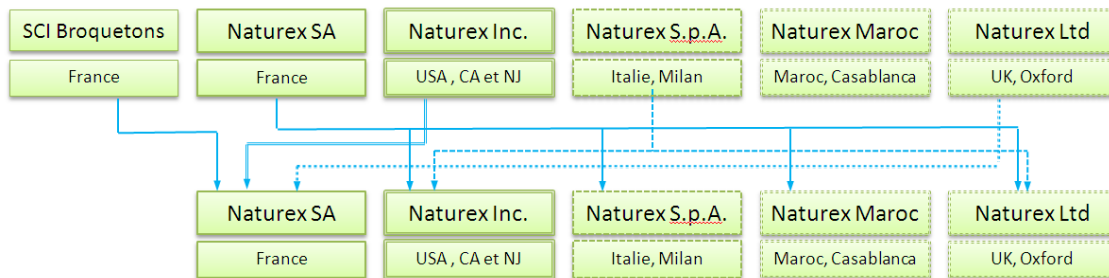 SCI Broquetons
Naturex SA
Naturex Inc.
Naturex S.p.A.
Naturex Maroc
Naturex Ltd
France
France
USA , CA et NJ
Italie, Milan
Maroc, Casablanca
UK, Oxford
Naturex SA
Naturex Inc.
Naturex S.p.A.
Naturex Maroc
Naturex Ltd
France
USA , CA et NJ
Italie, Milan
Maroc, Casablanca
UK, Oxford